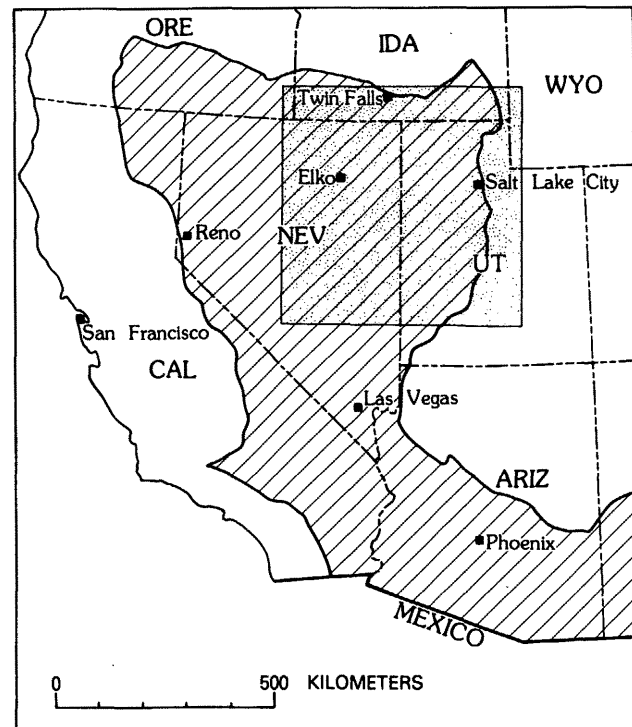 ORE
IDA
WYO
Twin Falls
Elko
Salt Lake City
Reno
NEV
UT
San Francisco
CAL
Las Vegas
ARIZ
Phoenix
MEXICO
0 500 KILOMETERS